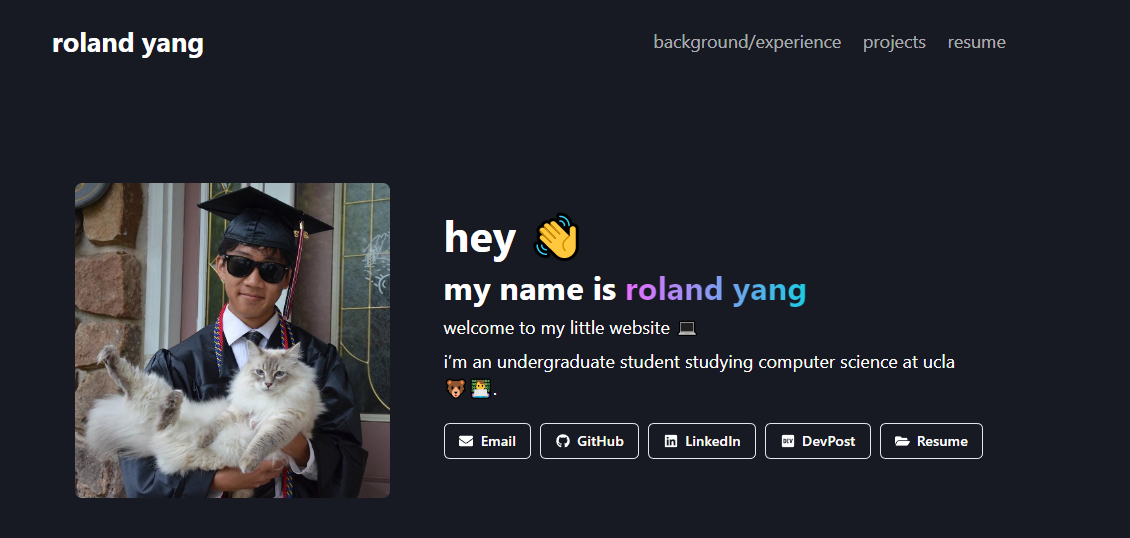 roland yang
background/experience projects resume
hey 👋
my name is roland yang
welcome to my little website 💻
i'm an undergraduate student studying computer science at ucla
🐻 🧑‍💻.
Email GitHub LinkedIn DevPost Resume